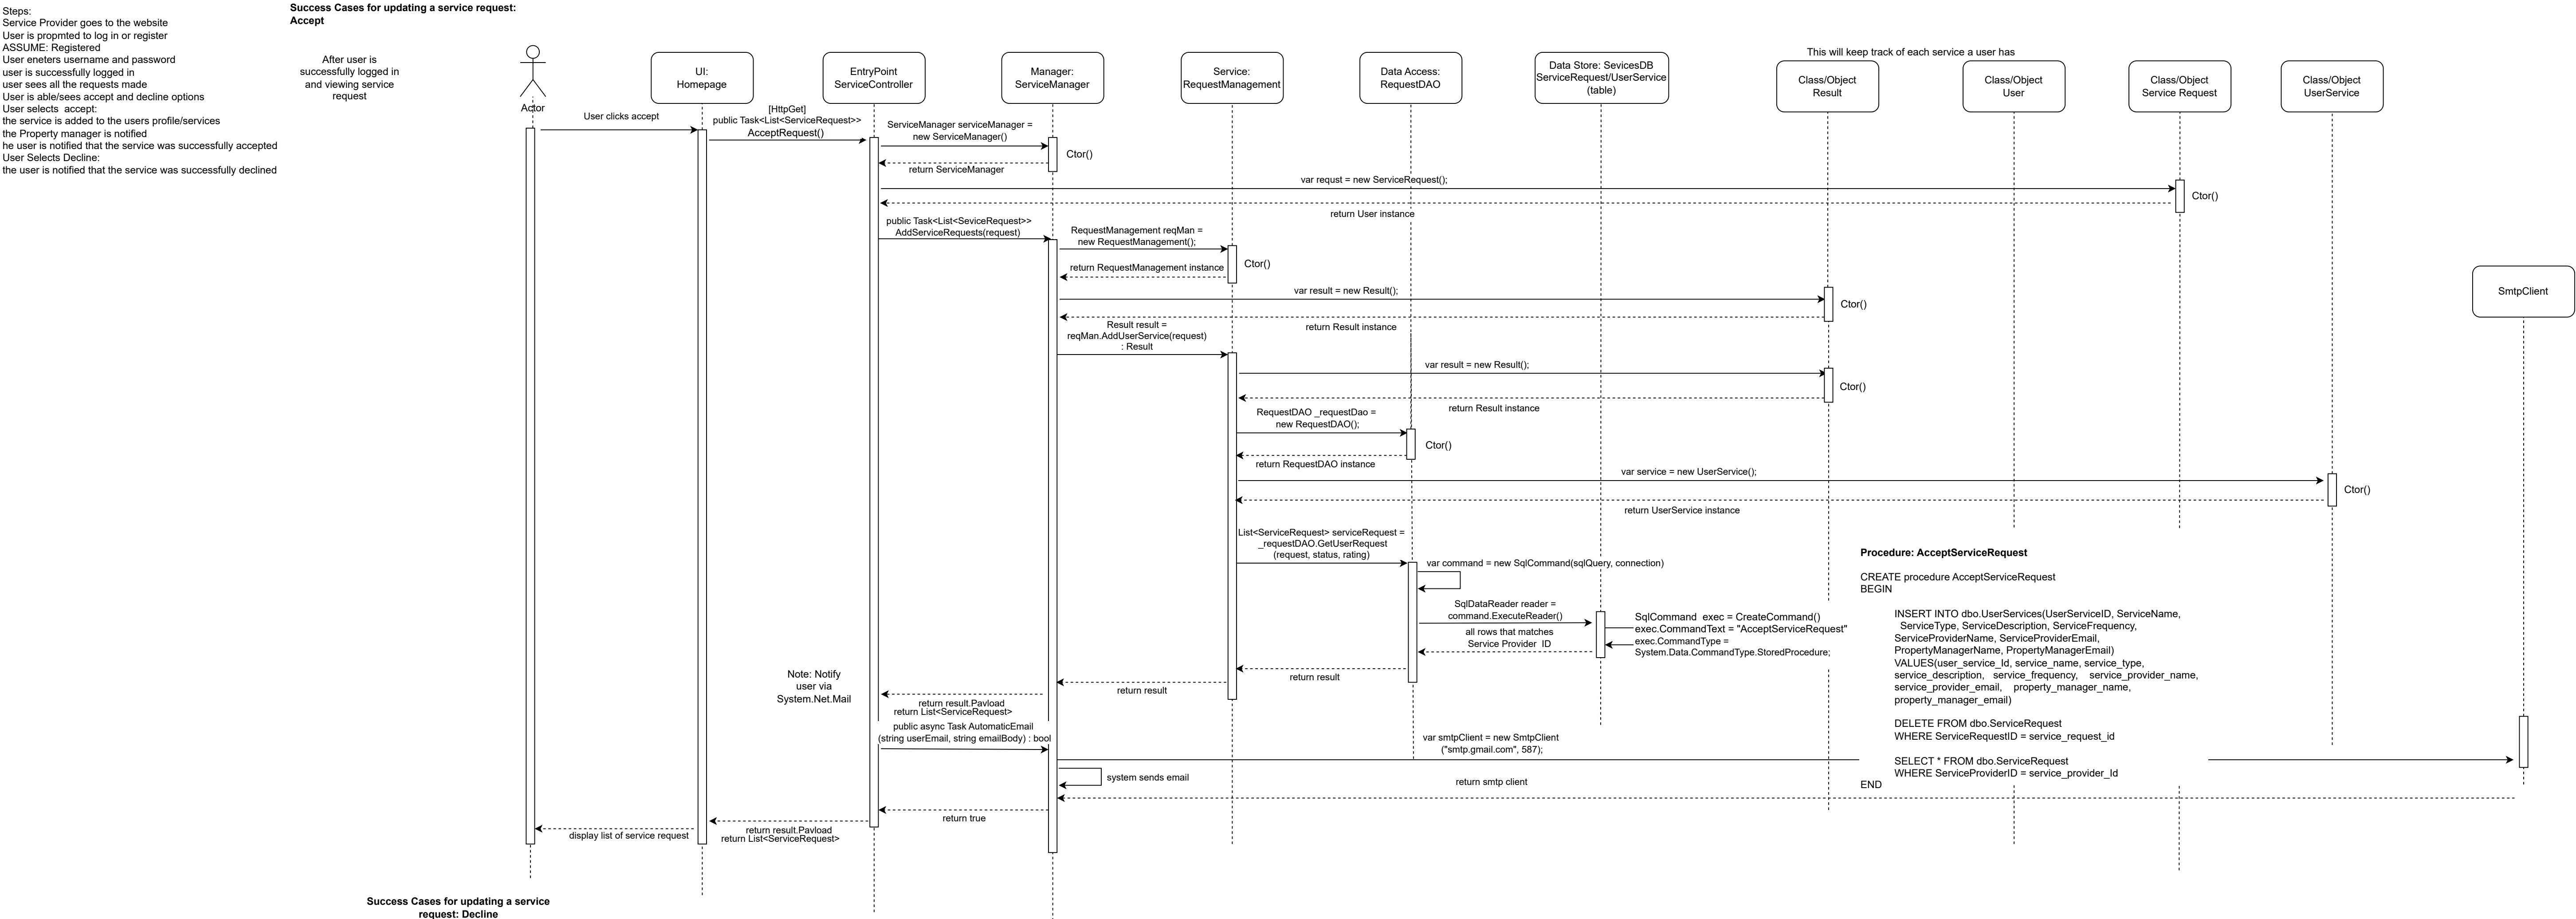 Steps:
Service Provider goes to the website
User is propmted to log in or register
ASSUME: Registered
User eneters username and password
user is successfully logged in
user sees all the requests made
User is able/sees accept and decline options
User selects  accept:
the service is added to the users profile/services
the Property manager is notified
he user is notified that the service was successfully accepted
User Selects Decline:
the user is notified that the service was successfully declined
Success Cases for updating a service request:
Accept
After user is
successfully logged in
and viewing service
request
Actor
UI:
Homepage
EntryPoint
ServiceController
Manager:
ServiceManager
Service:
RequestManagement
Data Access:
RequestDAO
Data Store: SevicesDB
ServiceRequest/UserService
(table)
This will keep track of each service a user has
Class/Object
Result
Class/Object
User
Class/Object
Service Request
Class/Object
UserService
SmtpClient
User clicks accept
[HttpGet]
public Task<List<ServiceRequest>>
AcceptRequest()
ServiceManager serviceManager =
new ServiceManager()
Ctor()
return ServiceManager
var requst = new ServiceRequest();
Ctor()
return User instance
public Task<List<SeviceRequest>>
AddServiceRequests(request)
RequestManagement reqMan =
new RequestManagement();
Ctor()
return RequestManagement instance
var result = new Result();
Ctor()
return Result instance
Result result =
reqMan.AddUserService(request)
: Result
var result = new Result();
Ctor()
return Result instance
RequestDAO _requestDao =
new RequestDAO();
Ctor()
return RequestDAO instance
var service = new UserService();
Ctor()
return UserService instance
List<ServiceRequest> serviceRequest =
_requestDAO.GetUserRequest
(request, status, rating)
var command = new SqlCommand(sqlQuery, connection)
SqlDataReader reader =
command.ExecuteReader()
all rows that matches
Service Provider  ID
SqlCommand  exec = CreateCommand()
exec.CommandText = "AcceptServiceRequest"
exec.CommandType =
System.Data.CommandType.StoredProcedure;
Procedure: AcceptServiceRequest
CREATE procedure AcceptServiceRequest
BEGIN
INSERT INTO dbo.UserServices(UserServiceID, ServiceName,
ServiceType, ServiceDescription, ServiceFrequency,
ServiceProviderName, ServiceProviderEmail,
PropertyManagerName, PropertyManagerEmail)
VALUES(user_service_Id, service_name, service_type,
service_description,   service_frequency,    service_provider_name,
service_provider_email,    property_manager_name,
property_manager_email)
DELETE FROM dbo.ServiceRequest
WHERE ServiceRequestID = service_request_id
SELECT * FROM dbo.ServiceRequest
WHERE ServiceProviderID = service_provider_Id
END
return result
return result
Note: Notify
user via
System.Net.Mail
return result.Payload
return List<ServiceRequest>
public async Task AutomaticEmail
(string userEmail, string emailBody) : bool
var smtpClient = new SmtpClient
("smtp.gmail.com", 587);
system sends email
return smtp client
return true
return result.Payload
return List<ServiceRequest>
display list of service request
Success Cases for updating a service
request: Decline